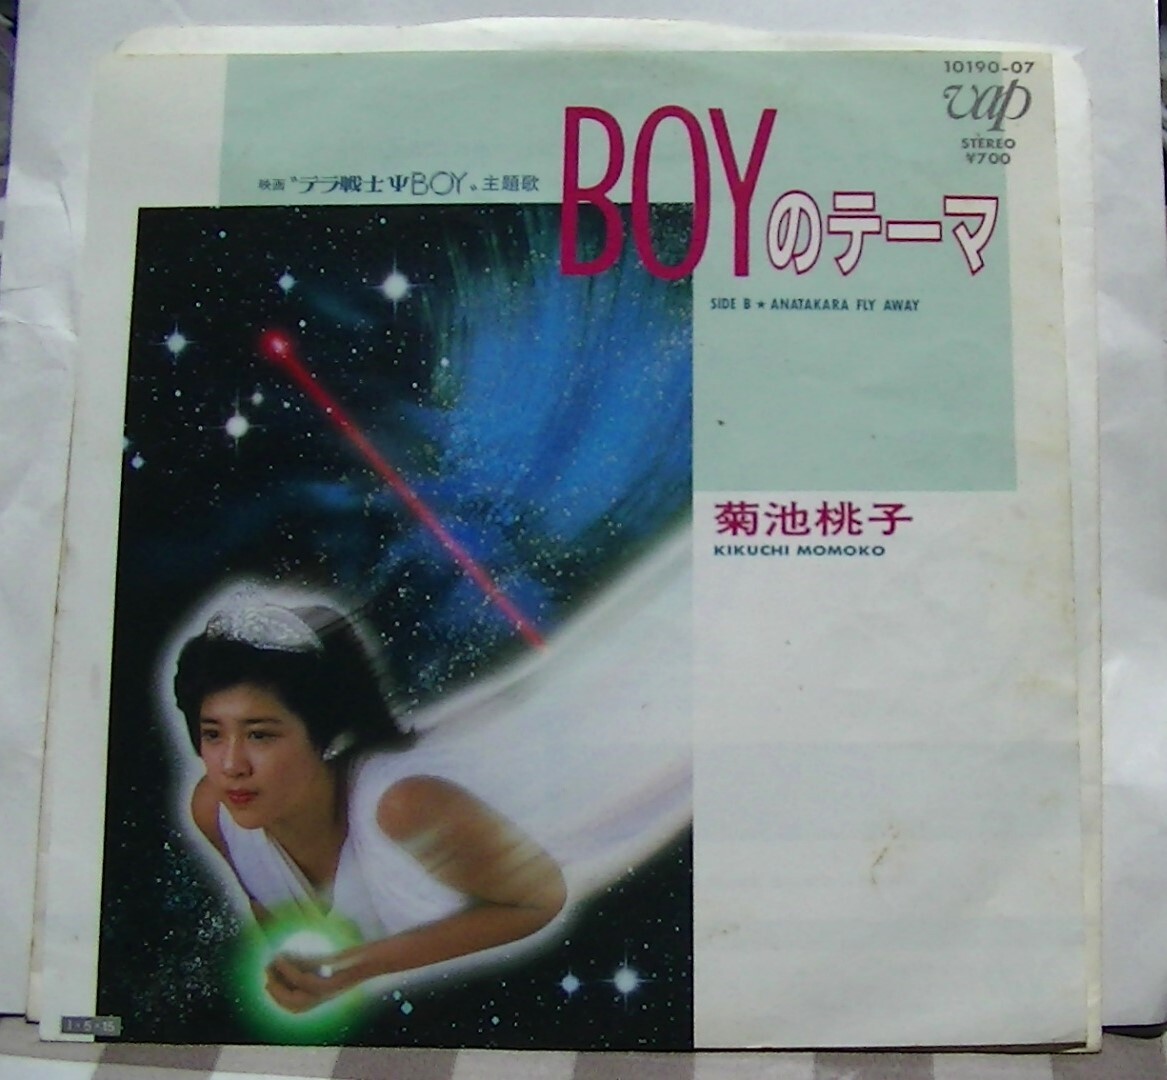 10190-07
vap
STEREO
¥700
映画〝テラ戦士ΨBOY〟主題歌
BOYのテーマ
SIDE B ★ ANATAKARA FLY AWAY
菊池桃子
KIKUCHI MOMOKO
1・5・15